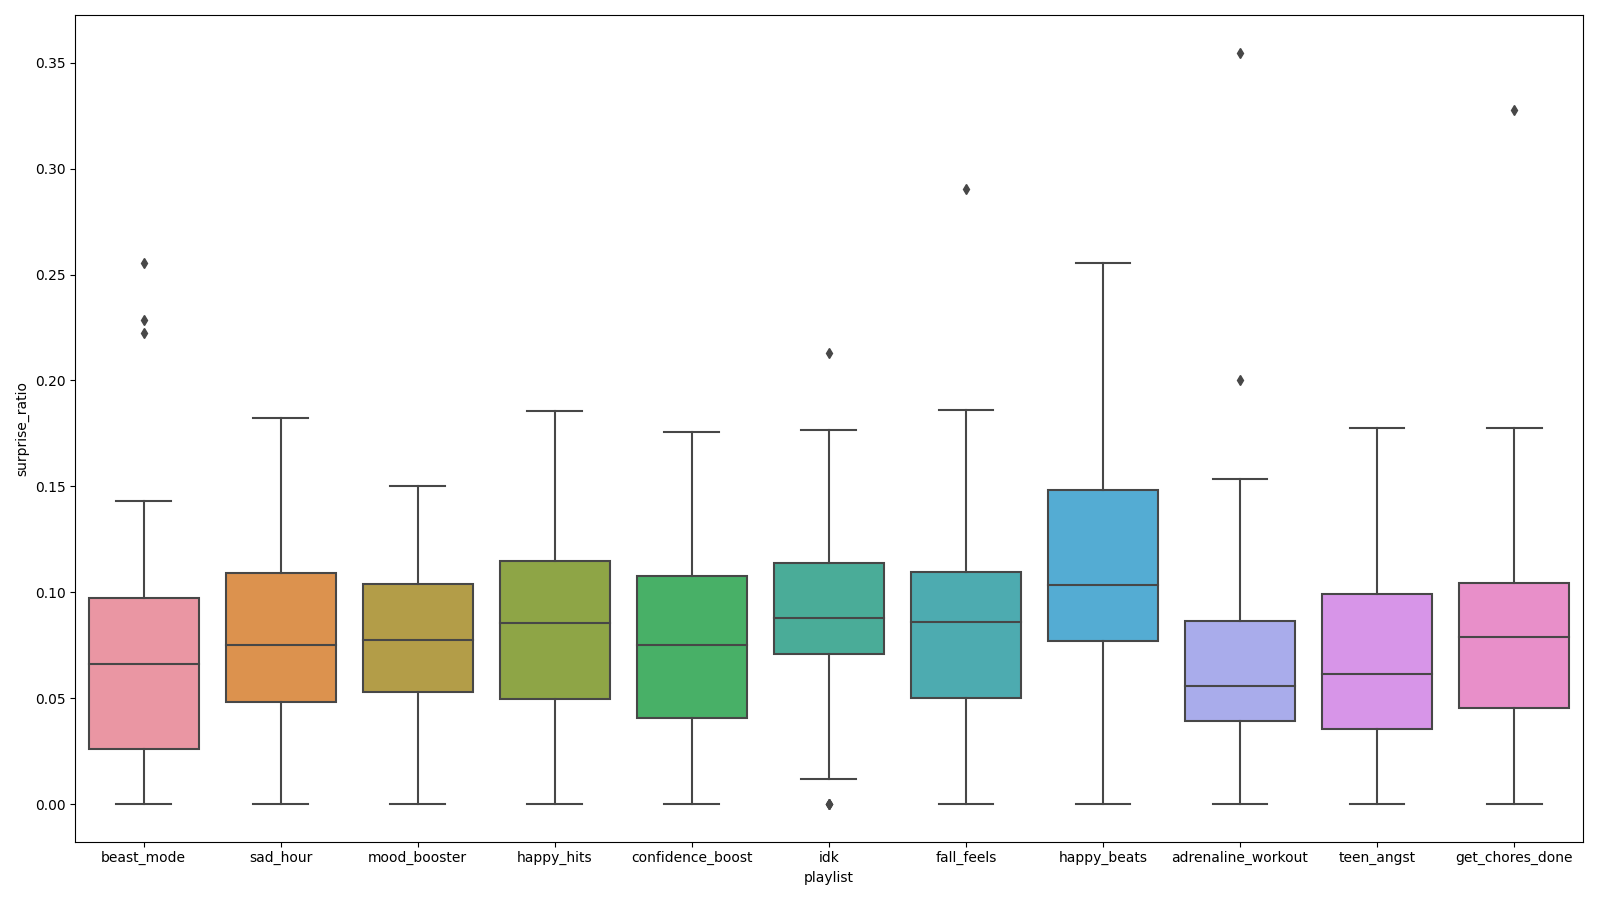 surprise_ratio
0.35
0.30
0.25
0.20
0.15
0.10
0.05
0.00
beast_mode sad_hour mood_booster happy_hits confidence_boost idk fall_feels happy_beats adrenaline_workout teen_angst get_chores_done
playlist